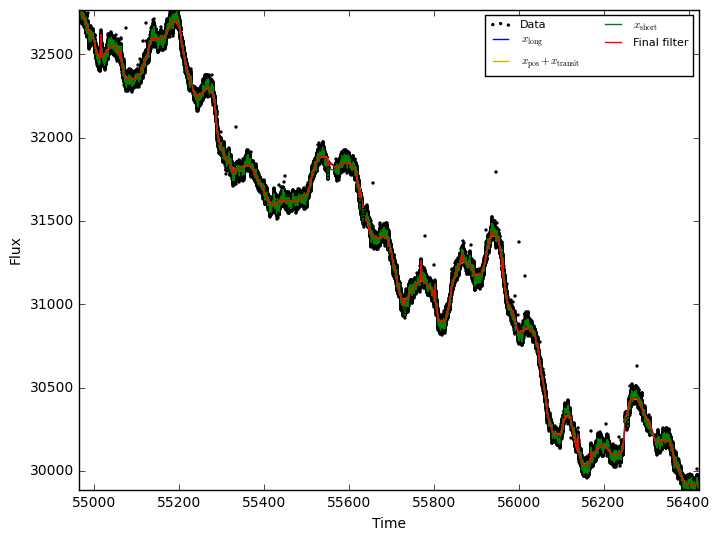 Data
x_long
x_pos + x_transit
x_short
Final filter
32500
32000
31500
31000
30500
30000
Flux
55000 55200 55400 55600 55800 56000 56200 56400
Time